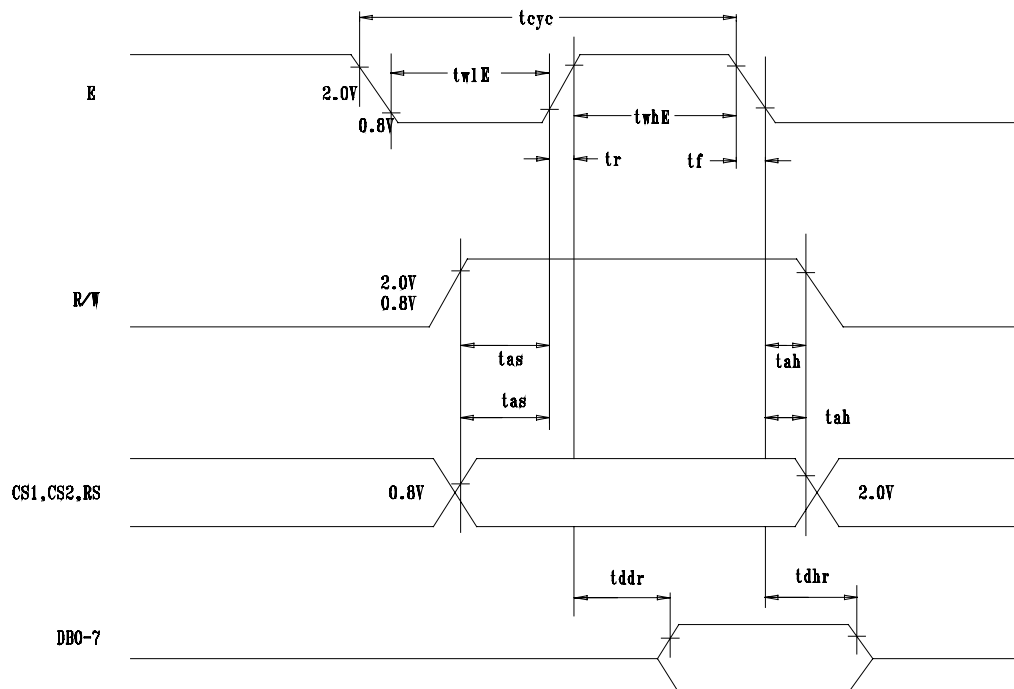 tcyc
twlE
E
2.0V
0.8V
twhE
tr
tf
R/W
2.0V
0.8V
tas
tah
tas
tah
CS1,CS2,RS
0.8V
2.0V
tddr
tdhr
DB0-7